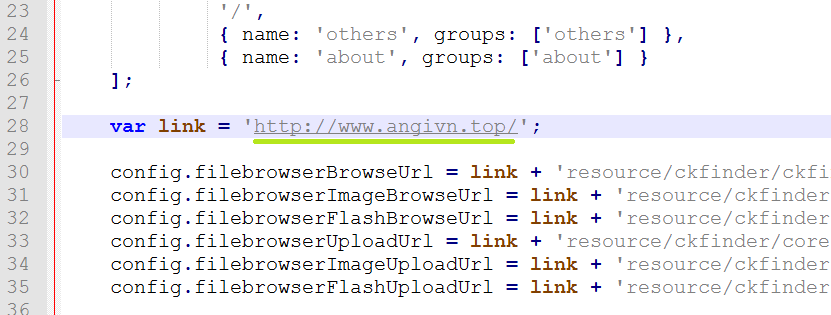 23 '/',
24 { name: 'others', groups: ['others'] },
25 { name: 'about', groups: ['about'] }
26 ];
27
28 var link = 'http://www.angivn.top/';
29
30 config.filebrowserBrowseUrl = link + 'resource/ckfinder/ckfi
31 config.filebrowserImageBrowseUrl = link + 'resource/ckfinder
32 config.filebrowserFlashBrowseUrl = link + 'resource/ckfinder
33 config.filebrowserUploadUrl = link + 'resource/ckfinder/core
34 config.filebrowserImageUploadUrl = link + 'resource/ckfinder
35 config.filebrowserFlashUploadUrl = link + 'resource/ckfinder
36